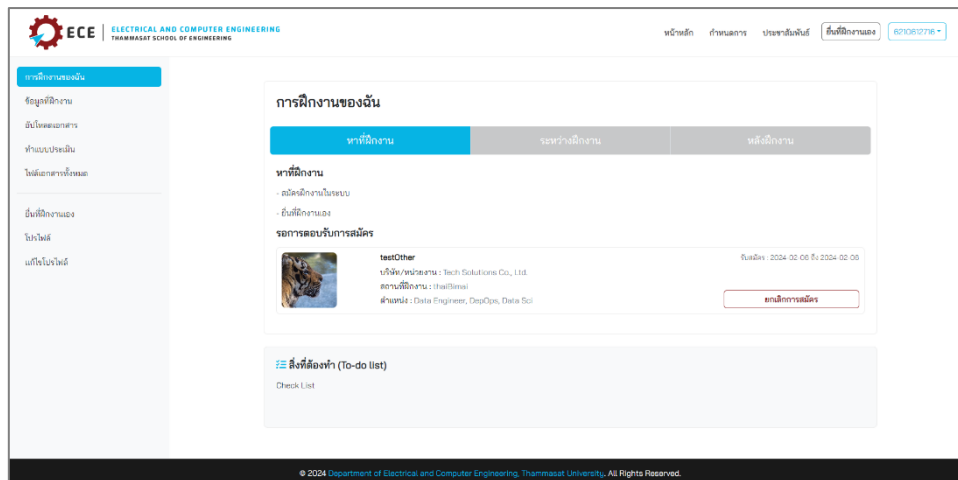 ECE
ELECTRICAL AND COMPUTER ENGINEERING
THAMMASAT SCHOOL OF ENGINEERING
หน้าหลัก กำหนดการ ประชาสัมพันธ์ ยื่นที่ฝึกงานเอง 6210612716
การฝึกงานของฉัน
ข้อมูลที่ฝึกงาน
อัปโหลดเอกสาร
ทำแบบประเมิน
ไฟล์เอกสารทั้งหมด
ยื่นที่ฝึกงานเอง
โปรไฟล์
แก้ไขโปรไฟล์
การฝึกงานของฉัน
หาที่ฝึกงาน ระหว่างฝึกงาน หลังฝึกงาน
หาที่ฝึกงาน
- สมัครฝึกงานในระบบ
- ยื่นที่ฝึกงานเอง
รอการตอบรับการสมัคร
testOther
รับสมัคร : 2024-02-06 ถึง 2024-02-08
บริษัท/หน่วยงาน : Tech Solutions Co., Ltd.
สถานที่ฝึกงาน : thaiBimai
ตำแหน่ง : Data Engineer, DepOps, Data Sci
ยกเลิกการสมัคร
สิ่งที่ต้องทำ (To-do list)
Check List
© 2024 Department of Electrical and Computer Engineering, Thammasat University. All Rights Reserved.